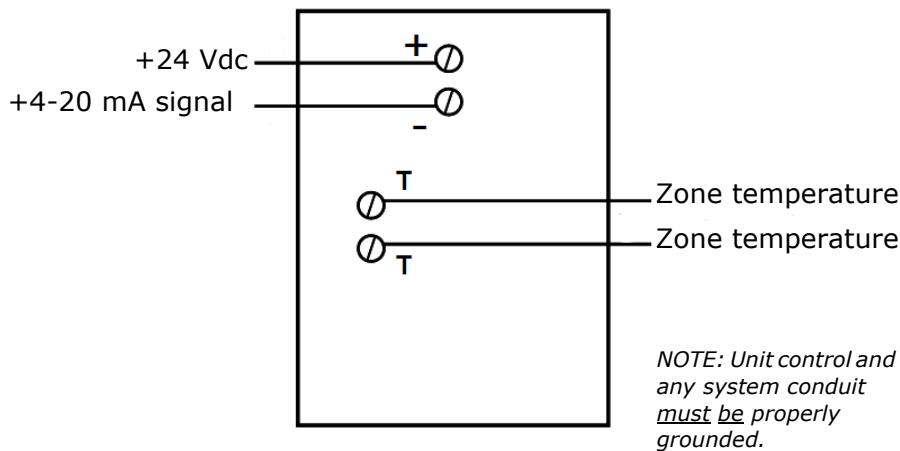 +
+24 Vdc
+4-20 mA signal
-
T
Zone temperature
Zone temperature
T
NOTE: Unit control and
any system conduit
must be properly
grounded.